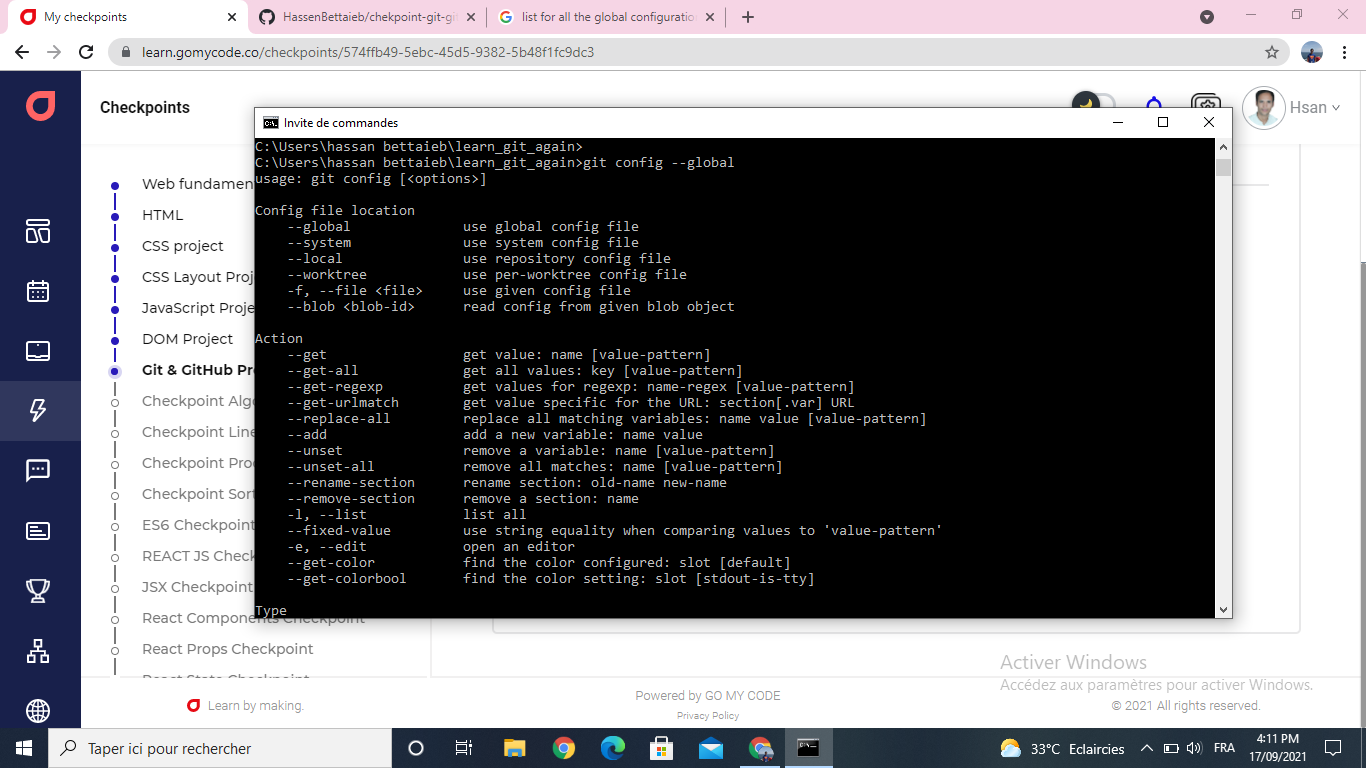 My checkpoints
HassenBettaieb/chekpoint-git-gi
list for all the global configuratio
learn.gomycode.co/checkpoints/574ffb49-5ebc-45d5-9382-5b48f1fc9dc3
Checkpoints
Hsan
Web fundamen
HTML
CSS project
CSS Layout Proj
JavaScript Proje
DOM Project
Git & GitHub Pro
Checkpoint Algo
Checkpoint Line
Checkpoint Proc
Checkpoint Sort
ES6 Checkpoint
REACT JS Check
JSX Checkpoint
React Components Checkpoint
React Props Checkpoint
React State Checkpoint
Invite de commandes
C:\Users\hassan bettaieb\learn_git_again>
C:\Users\hassan bettaieb\learn_git_again>git config --global
usage: git config [<options>]
Config file location
--global use global config file
--system use system config file
--local use repository config file
--worktree use per-worktree config file
-f, --file <file> use given config file
--blob <blob-id> read config from given blob object
Action
--get get value: name [value-pattern]
--get-all get all values: key [value-pattern]
--get-regexp get values for regexp: name-regex [value-pattern]
--get-urlmatch get value specific for the URL: section[.var] URL
--replace-all replace all matching variables: name value [value-pattern]
--add add a new variable: name value
--unset remove a variable: name [value-pattern]
--unset-all remove all matches: name [value-pattern]
--rename-section rename section: old-name new-name
--remove-section remove a section: name
-l, --list list all
--fixed-value use string equality when comparing values to 'value-pattern'
-e, --edit open an editor
--get-color find the color configured: slot [default]
--get-colorbool find the color setting: slot [stdout-is-tty]
Type
Activer Windows
Accédez aux paramètres pour activer Windows.
Learn by making.
Powered by GO MY CODE
Privacy Policy
© 2021 All rights reserved.
Taper ici pour rechercher
33°C Eclaircies
FRA
4:11 PM
17/09/2021